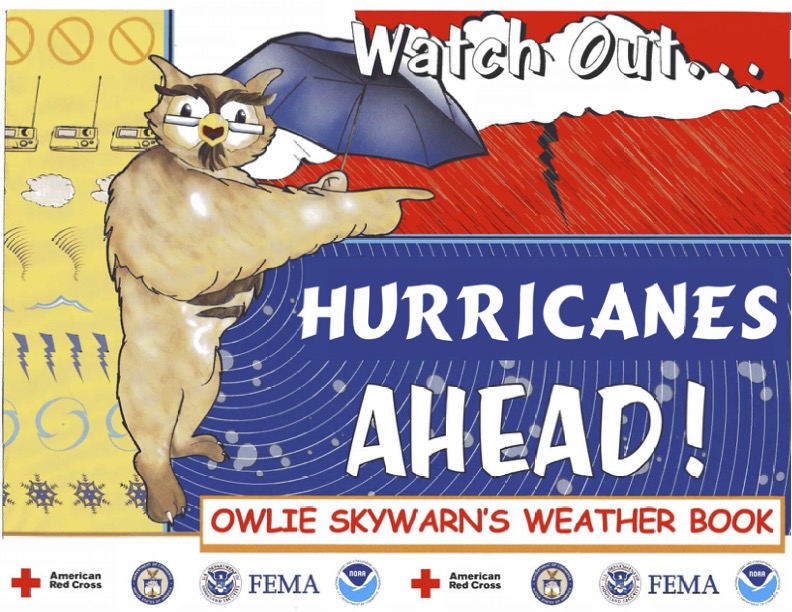 Watch Out...
HURRICANES
AHEAD!
OWLIE SKYWARN'S WEATHER BOOK
American
Red Cross
FEMA
NOAA
American
Red Cross
FEMA
NOAA